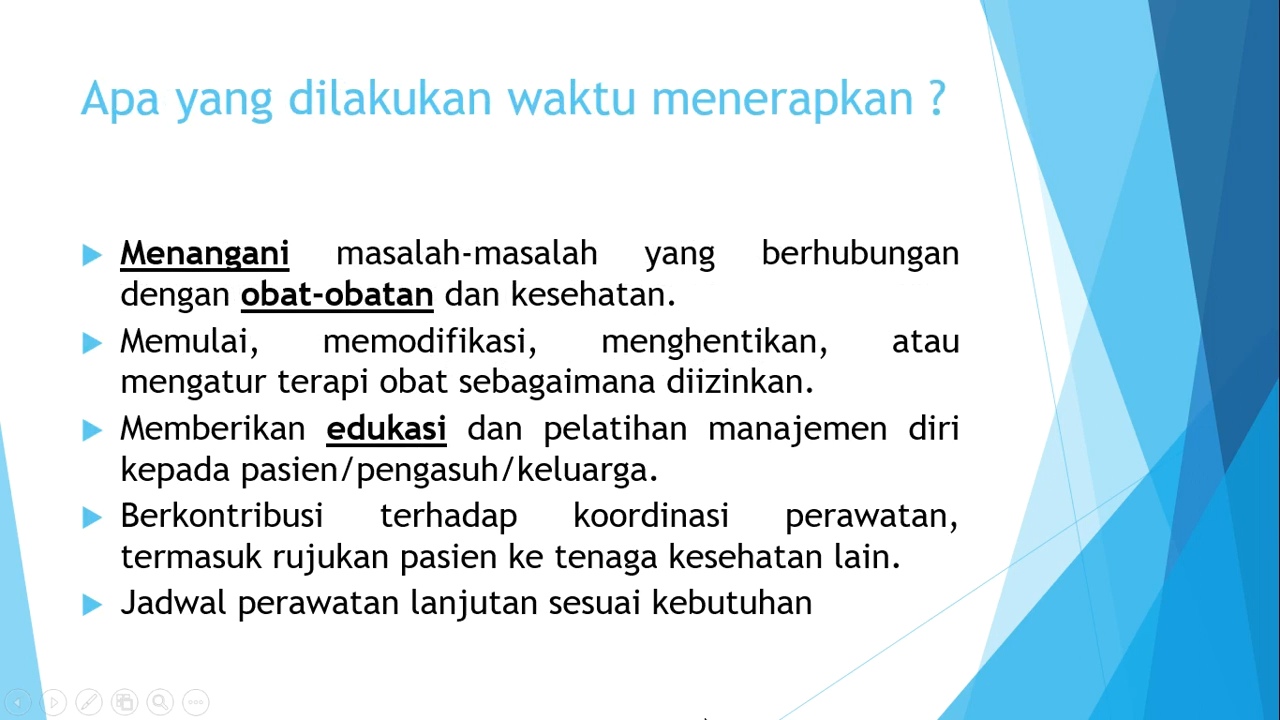 Apa yang dilakukan waktu menerapkan ?
Menangani masalah-masalah yang berhubungan
dengan obat-obatan dan kesehatan.
Memulai, memodifikasi, menghentikan, atau
mengatur terapi obat sebagaimana diizinkan.
Memberikan edukasi dan pelatihan manajemen diri
kepada pasien/pengasuh/keluarga.
Berkontribusi terhadap koordinasi perawatan,
termasuk rujukan pasien ke tenaga kesehatan lain.
Jadwal perawatan lanjutan sesuai kebutuhan